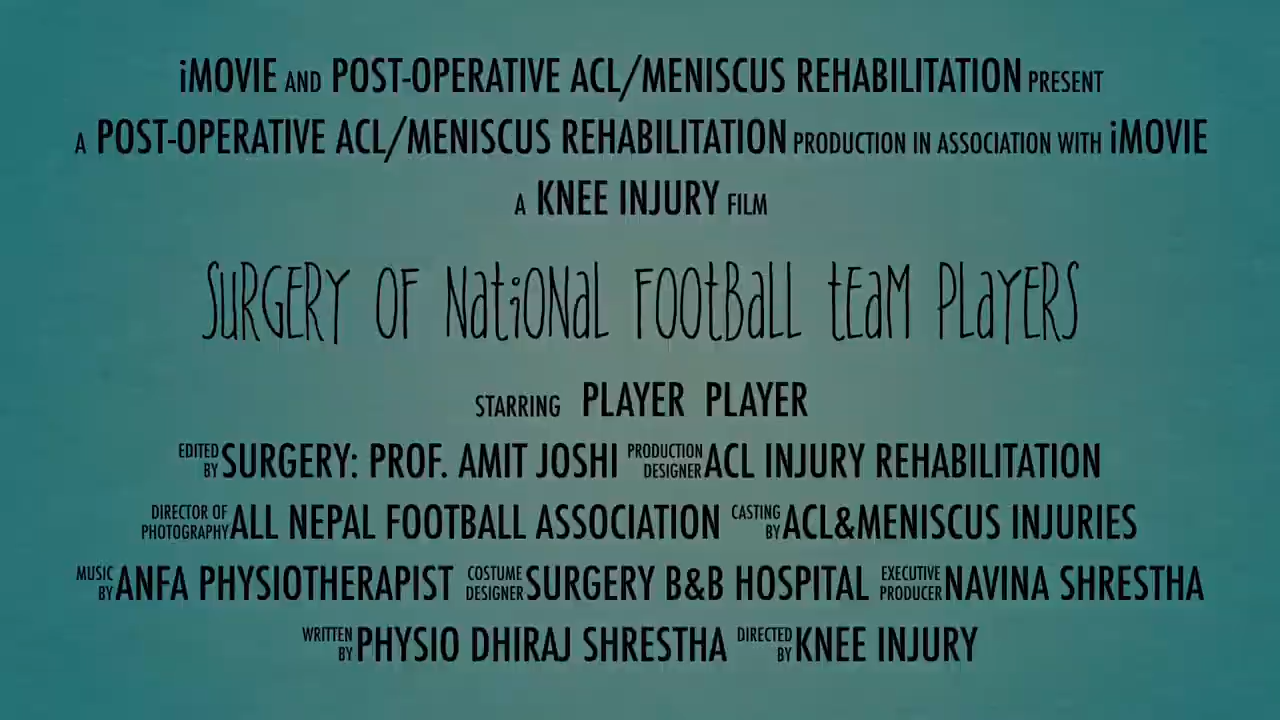 iMOVIE AND POST-OPERATIVE ACL/MENISCUS REHABILITATION PRESENT
A POST-OPERATIVE ACL/MENISCUS REHABILITATION PRODUCTION IN ASSOCIATION WITH iMOVIE
A KNEE INJURY FILM
SURGERY OF NatiONaL FOOtBaLL tEaM PLaYERS
STARRING PLAYER PLAYER
EDITED BY SURGERY: PROF. AMIT JOSHI PRODUCTION DESIGNER ACL INJURY REHABILITATION
DIRECTOR OF PHOTOGRAPHY ALL NEPAL FOOTBALL ASSOCIATION CASTING BY ACL&MENISCUS INJURIES
MUSIC BY ANFA PHYSIOTHERAPIST COSTUME DESIGNER SURGERY B&B HOSPITAL EXECUTIVE PRODUCER NAVINA SHRESTHA
WRITTEN BY PHYSIO DHIRAJ SHRESTHA DIRECTED BY KNEE INJURY